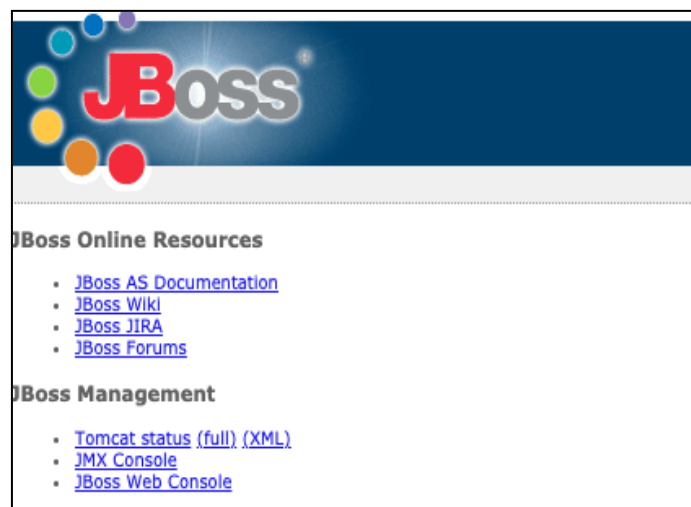 JBoss®
JBoss Online Resources
JBoss AS Documentation
JBoss Wiki
JBoss JIRA
JBoss Forums
JBoss Management
Tomcat status (full) (XML)
JMX Console
JBoss Web Console